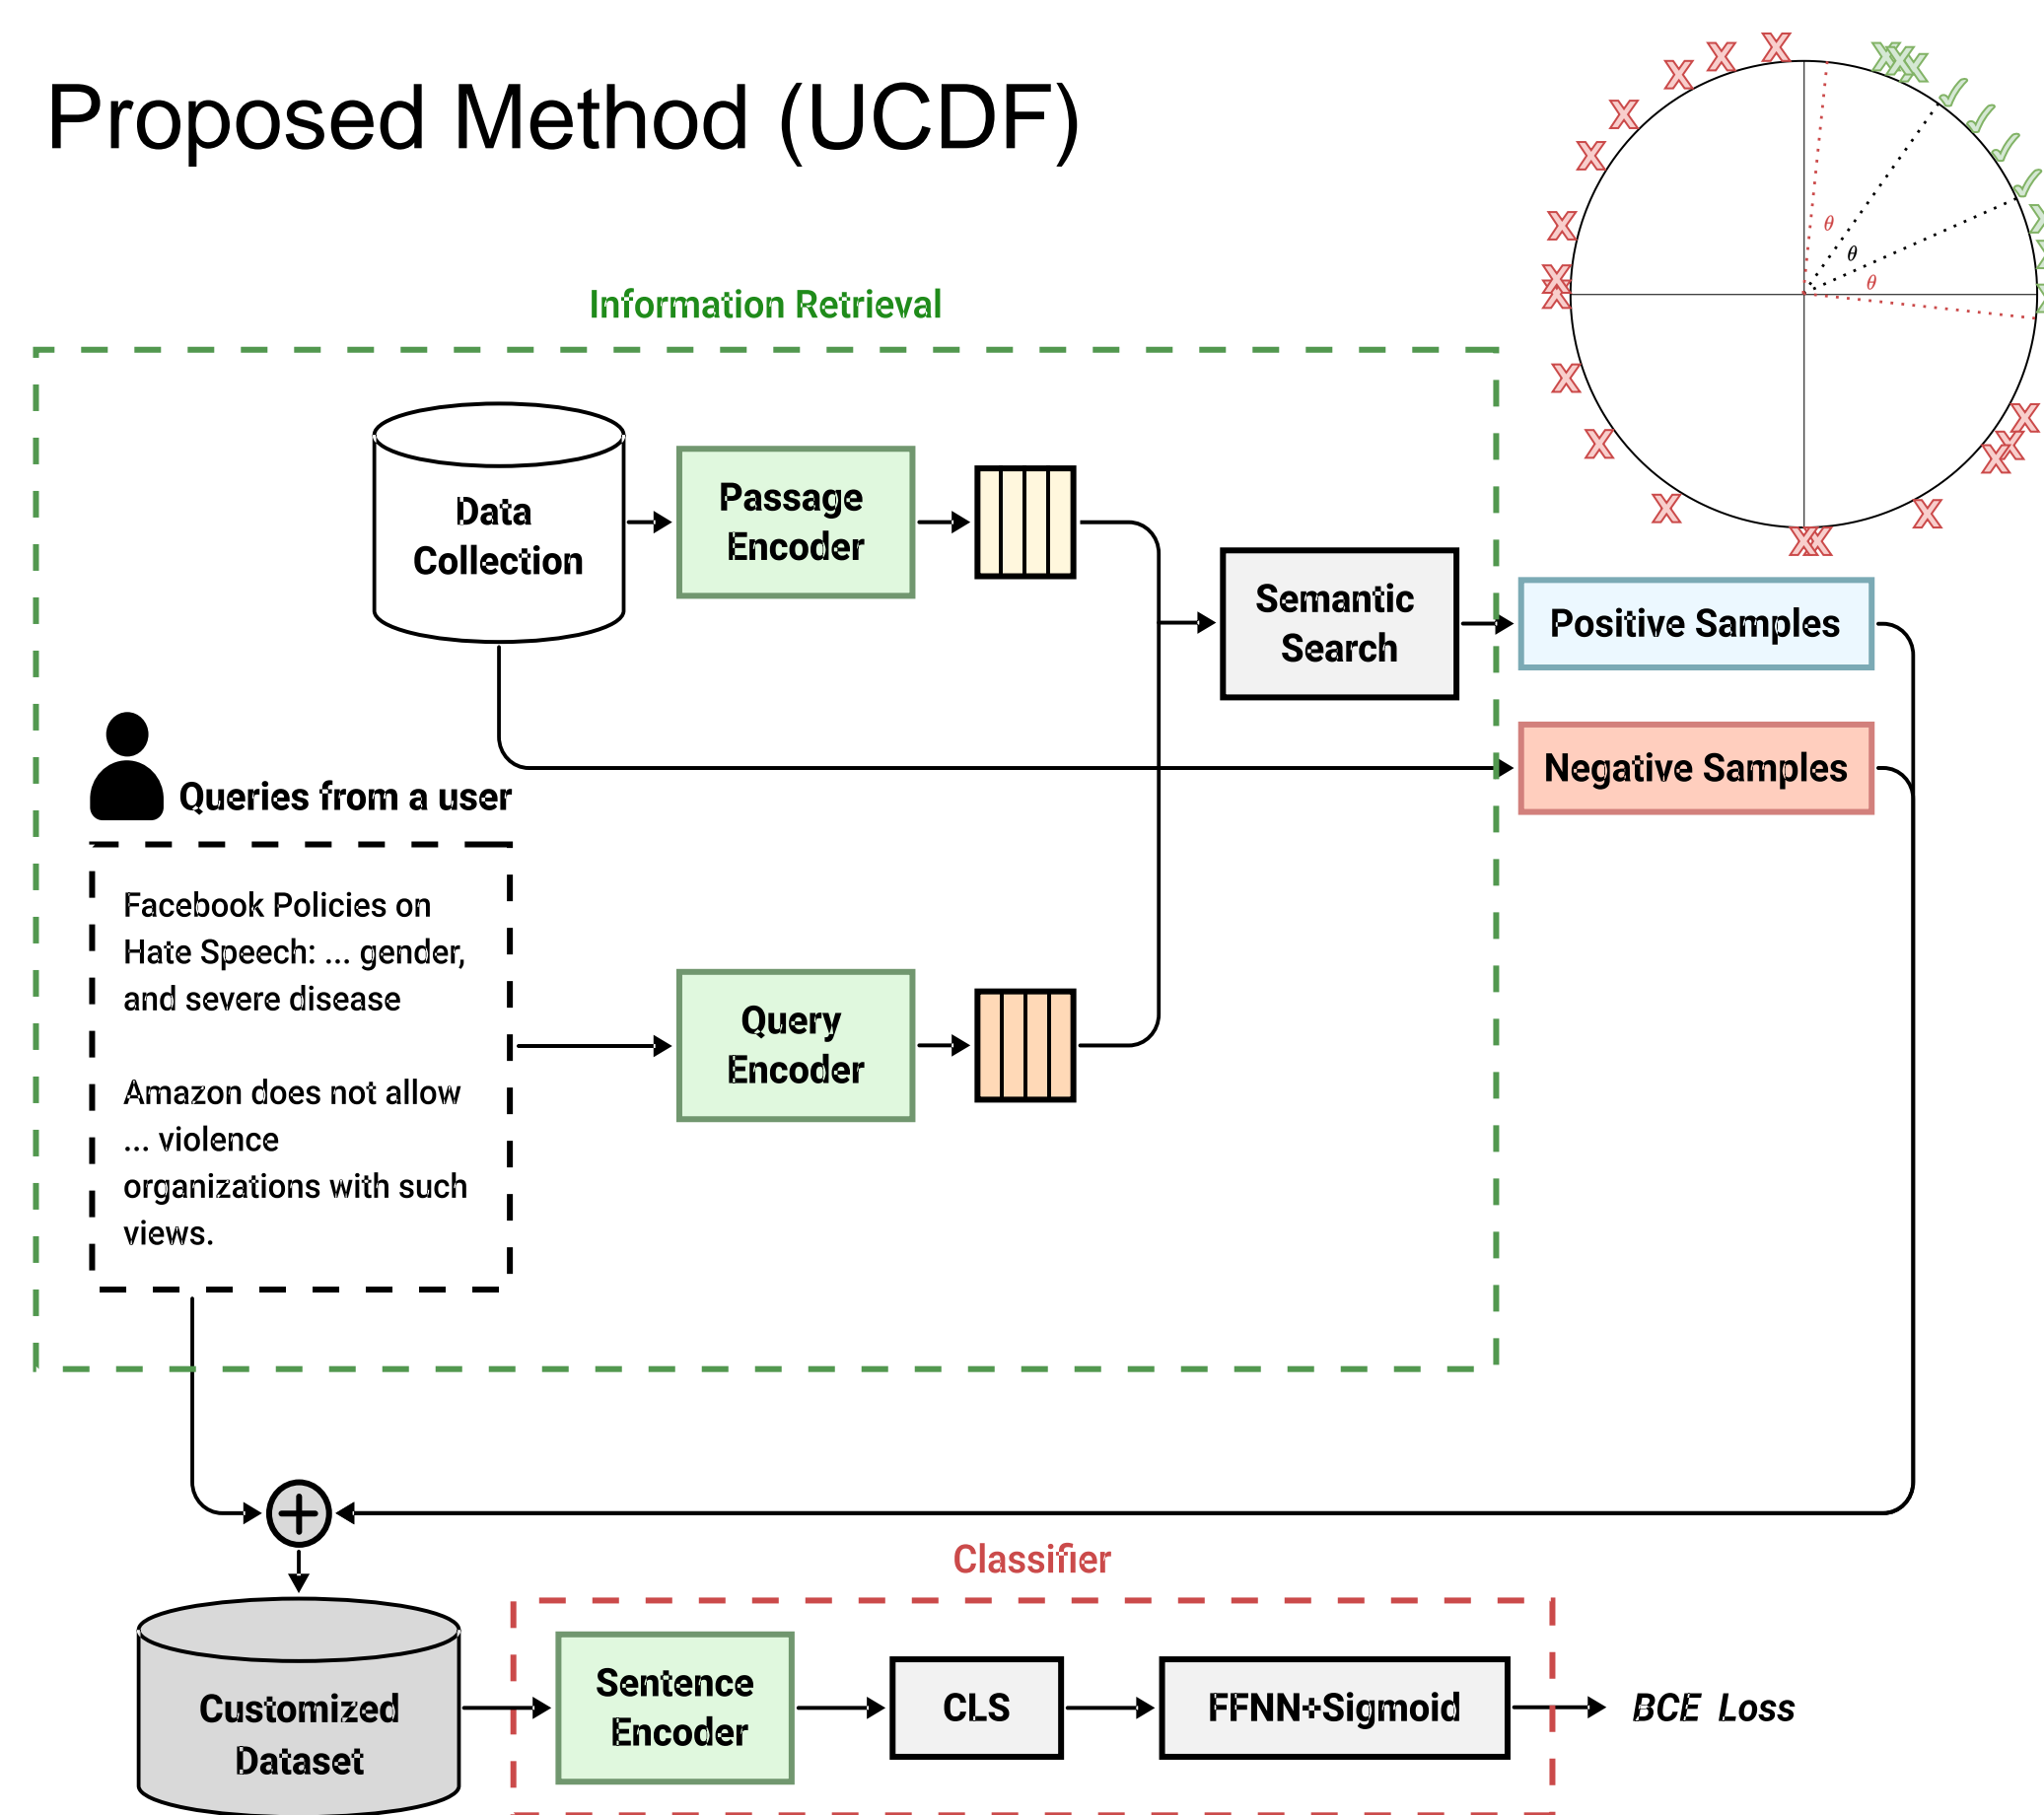 Proposed Method (UCDF)
θ
θ
θ
Information Retrieval
Data
Collection
Passage
Encoder
Semantic
Search
Positive Samples
Negative Samples
Queries from a user
Facebook Policies on
Hate Speech: ... gender,
and severe disease
Amazon does not allow
... violence
organizations with such
views.
Query
Encoder
Classifier
Customized
Dataset
Sentence
Encoder
CLS
FFNN+Sigmoid
BCE Loss